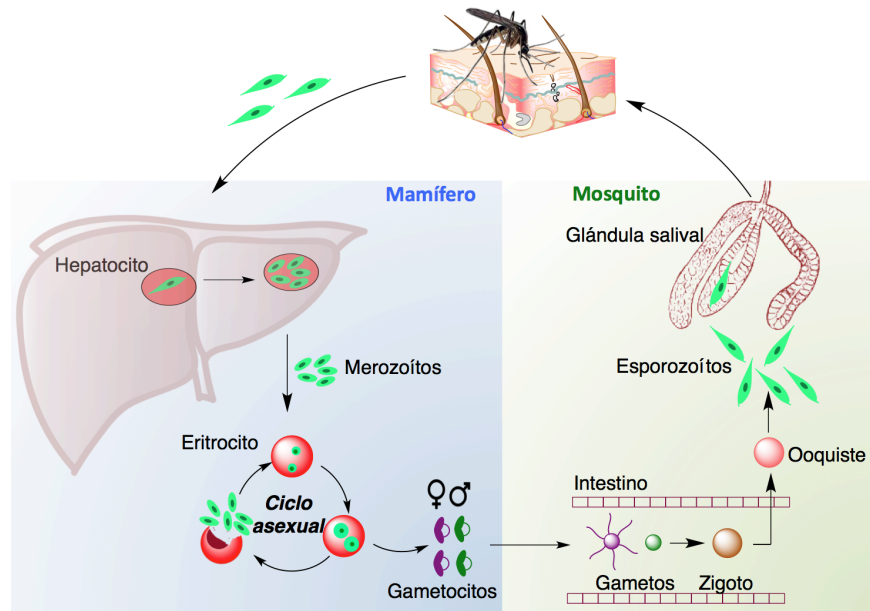 Mamífero
Mosquito
Glándula salival
Hepatocito
Merozoítos
Esporozoítos
Eritrocito
Ooquiste
Ciclo
asexual
♀♂
Intestino
Gametocitos
Gametos
Zigoto